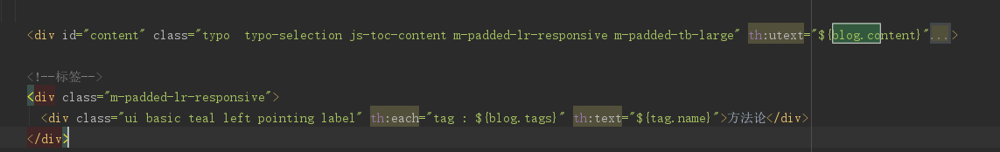 <div id="content" class="typo  typo-selection js-toc-content m-padded-lr-responsive m-padded-tb-large" th:utext="${blog.content}"...>
<!--标签-->
<div class="m-padded-lr-responsive">
<div class="ui basic teal left pointing label" th:each="tag : ${blog.tags}" th:text="${tag.name}">方法论</div>
</div>